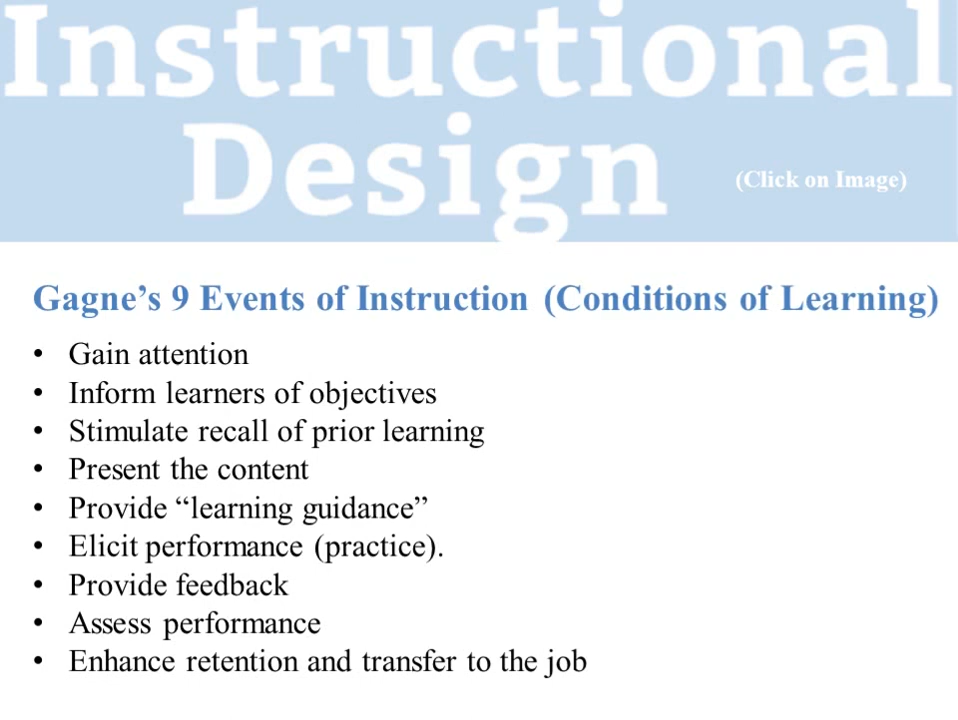 Instructional
Design
(Click on Image)
Gagne’s 9 Events of Instruction (Conditions of Learning)
• Gain attention
• Inform learners of objectives
• Stimulate recall of prior learning
• Present the content
• Provide “learning guidance”
• Elicit performance (practice).
• Provide feedback
• Assess performance
• Enhance retention and transfer to the job